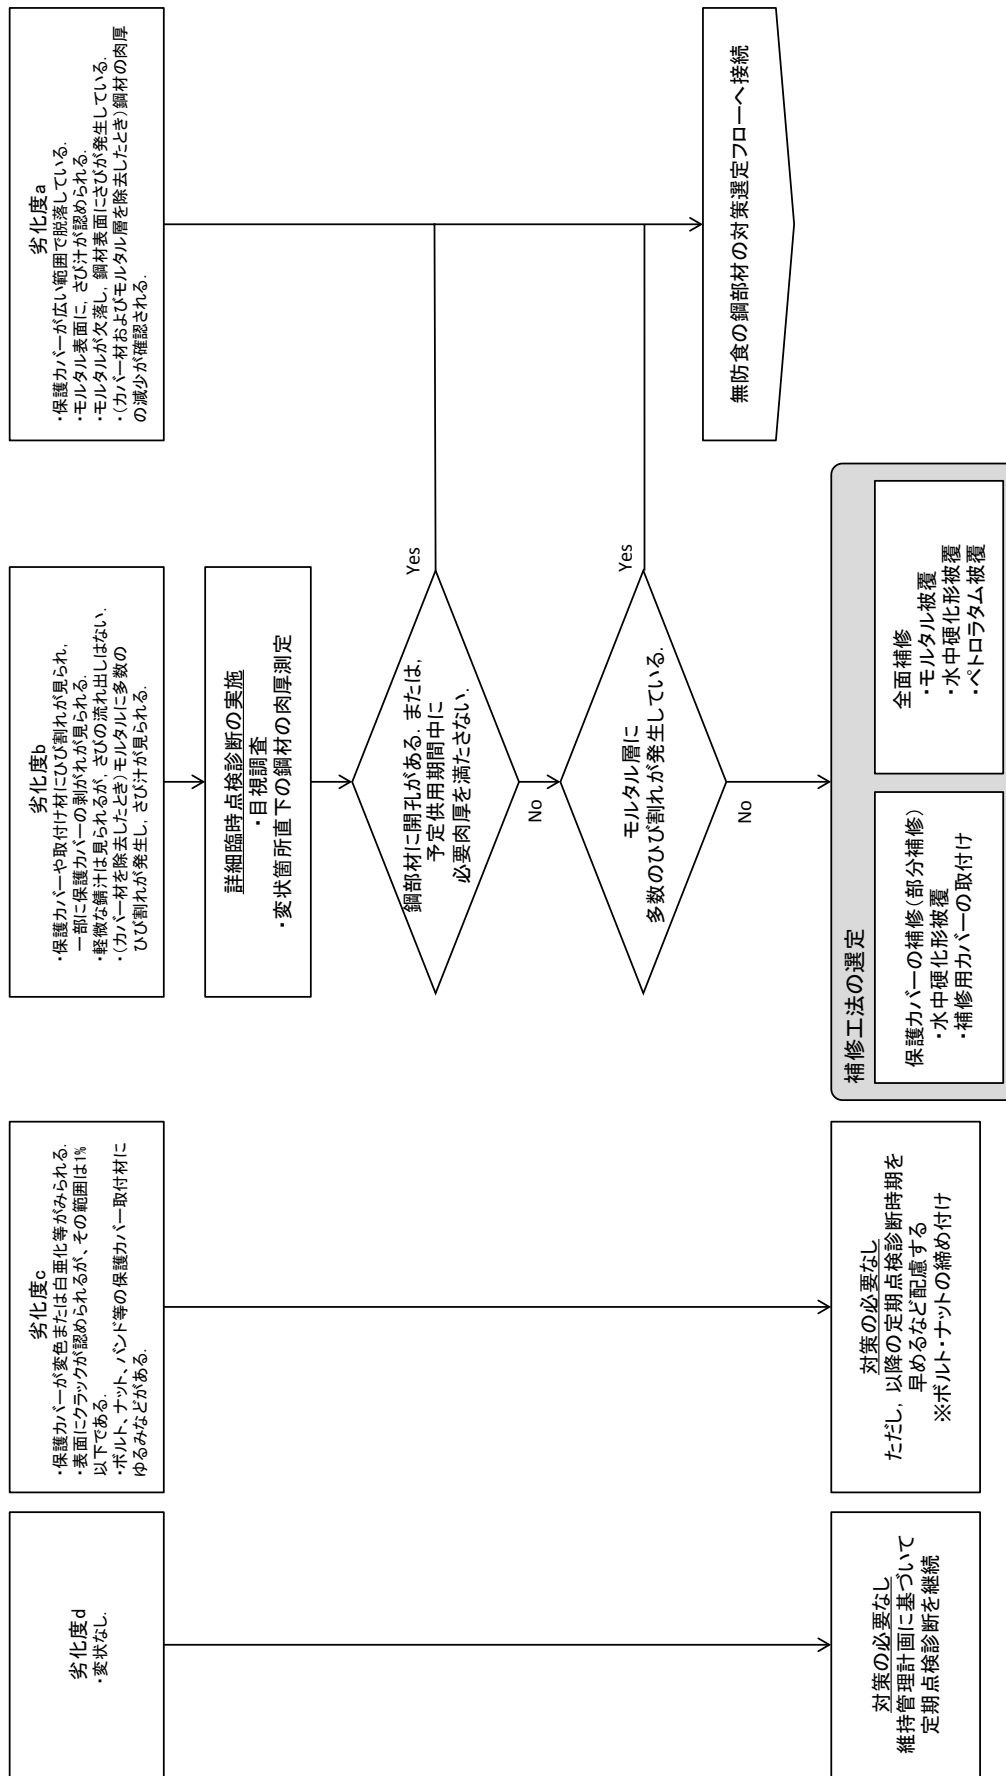 劣化度d
・変状なし.
劣化度c
・保護カバーが変色または白亜化等がみられる.
・表面にクラックが認められるが、その範囲は1%
以下である.
・ボルト、ナット、バンド等の保護カバー取付材に
ゆるみなどがある.
劣化度b
・保護カバーや取付け材にひび割れが見られ,
一部に保護カバーの剥がれが見られる.
・軽微な錆汁は見られるが, さびの流れ出しはない.
・(カバー材を除去したとき)モルタルに多数の
ひび割れが発生し, さび汁が見られる.
劣化度a
・保護カバーが広い範囲で脱落している.
・モルタル表面に, さび汁が認められる.
・モルタルが欠落し, 鋼材表面にさびが発生している.
・(カバー材およびモルタル層を除去したとき)鋼材の肉厚
の減少が確認される.
詳細臨時点検診断の実施
・目視調査
・変状箇所直下の鋼材の肉厚測定
鋼部材に開孔がある. または,
予定供用期間中に
必要肉厚を満たさない.
Yes
No
モルタル層に
多数のひび割れが発生している.
Yes
No
無防食の鋼部材の対策選定フローへ接続
対策の必要なし
維持管理計画に基づいて
定期点検診断を継続
対策の必要なし
ただし, 以降の定期点検診断時期を
早めるなど配慮する
※ボルト・ナットの締め付け
補修工法の選定
保護カバーの補修(部分補修)
・水中硬化形被覆
・補修用カバーの取付け
全面補修
・モルタル被覆
・水中硬化形被覆
・ペトロラタム被覆